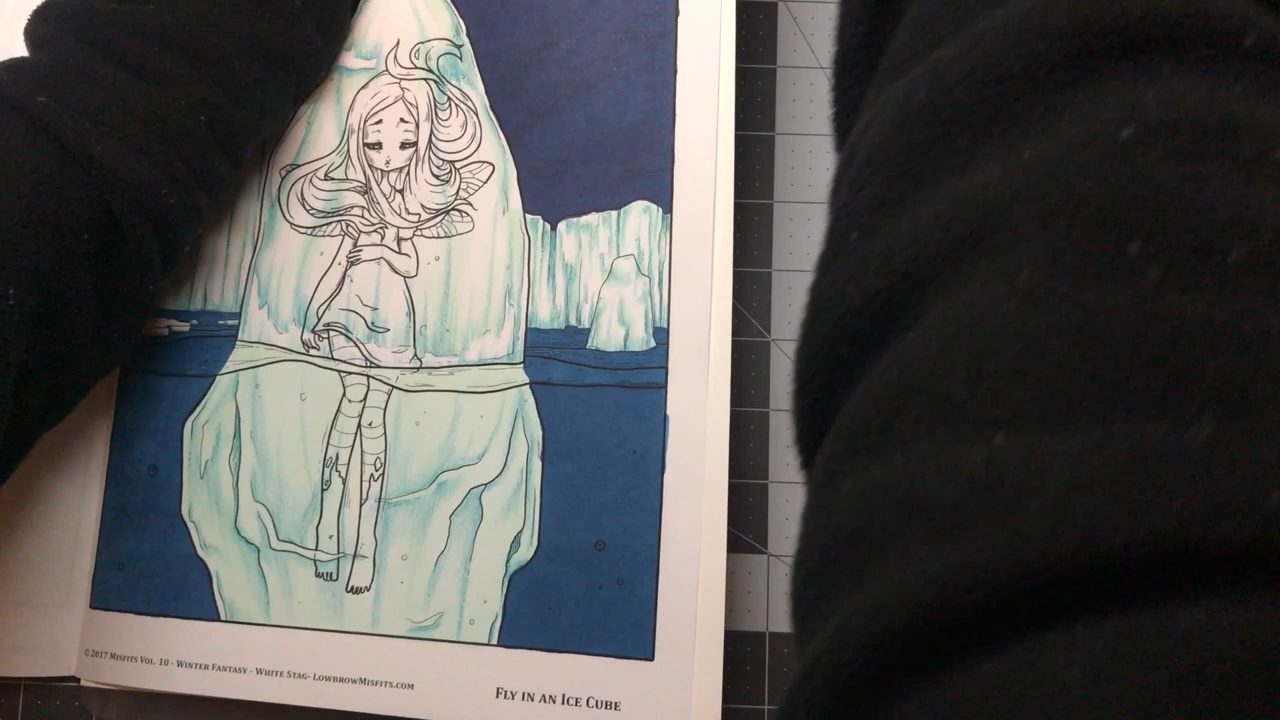 © 2017 Misfits Vol. 10 - Winter Fantasy - White Stag- LowbrowMisfits.com
Fly in an Ice Cube